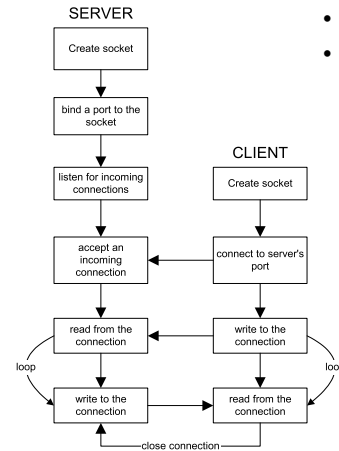 SERVER
Create socket
bind a port to the
socket
listen for incoming
connections
CLIENT
Create socket
accept an
incoming
connection
connect to server's
port
read from the
connection
write to the
connection
loop
loo
write to the
connection
read from the
connection
close connection